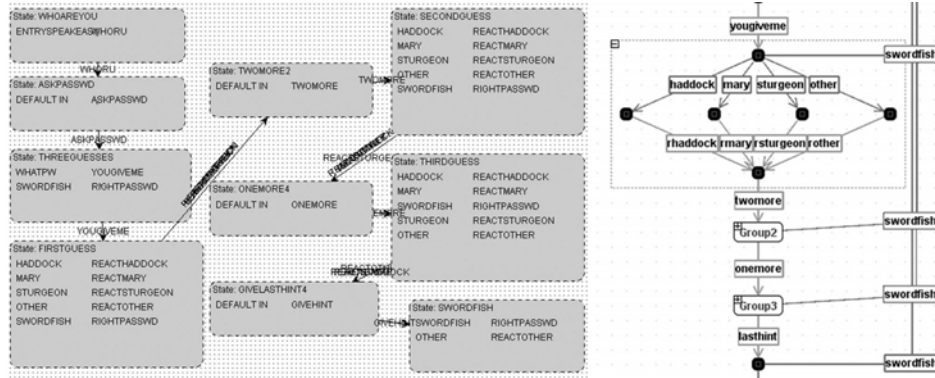 State: WHOAREYOU
WHORU
State: ASKPASSWD
DEFAULT IN ASKPASSWD
ASKPASSWD
State: THREEGUESSES
WHATPW YOUGIVEME
SWORDFISH RIGHTPASSWD
YOUGIVEME
State: FIRSTGUESS
HADDOCK REACTHADDOCK
MARY REACTMARY
STURGEON REACTSTURGEON
OTHER REACTOTHER
SWORDFISH RIGHTPASSWD
State: TWOMORE2
DEFAULT IN TWOMORE
State: ONEMORE4
DEFAULT IN ONEMORE
State: GIVELASTHINT4
DEFAULT IN GIVEHINT
State: SECONDGUESS
HADDOCK REACTHADDOCK
MARY REACTMARY
STURGEON REACTSTURGEON
OTHER REACTOTHER
SWORDFISH RIGHTPASSWD
State: THIRDGUESS
HADDOCK REACTHADDOCK
MARY REACTMARY
SWORDFISH RIGHTPASSWD
STURGEON REACTSTURGEON
OTHER REACTOTHER
State: SWORDFISH
SWORDFISH RIGHTPASSWD
OTHER REACTOTHER
yougiveme
swordfish
haddock mary sturgeon other
rhaddock rmary rsturgeon rother
twomore
swordfish
Group2
onemore
swordfish
Group3
lasthint
swordfish